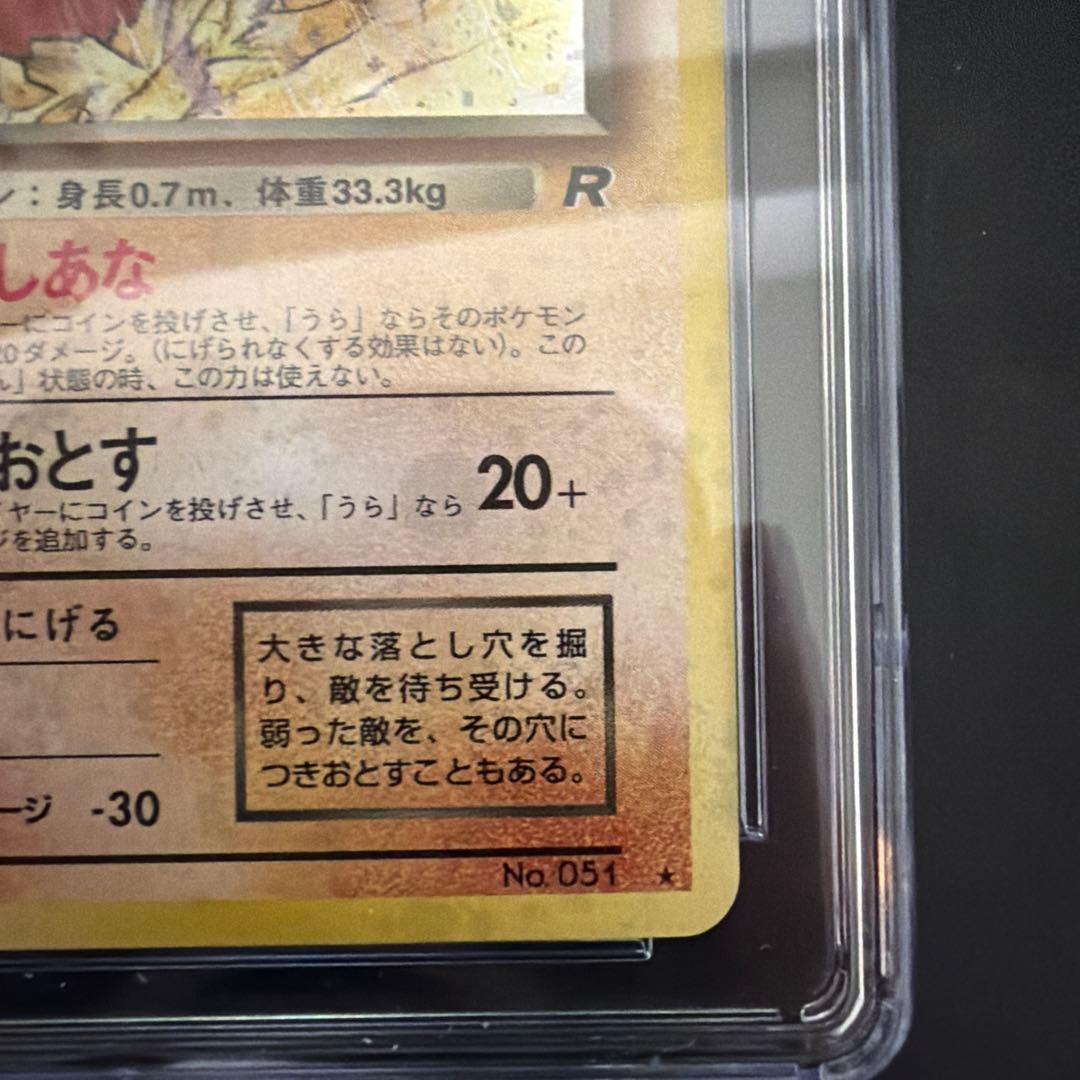 ン：身長0.7m、体重33.3kg R
しあな
ーにコインを投げさせ、「うら」ならそのポケモン
20ダメージ。（にげられなくする効果はない）。この
ん」状態の時、この力は使えない。
おとす
イヤーにコインを投げさせ、「うら」なら 20+
ジを追加する。
にげる
大きな落とし穴を掘
り、敵を待ち受ける。
弱った敵を、その穴に
つきおとすこともある。
ージ -30
No. 051 ★